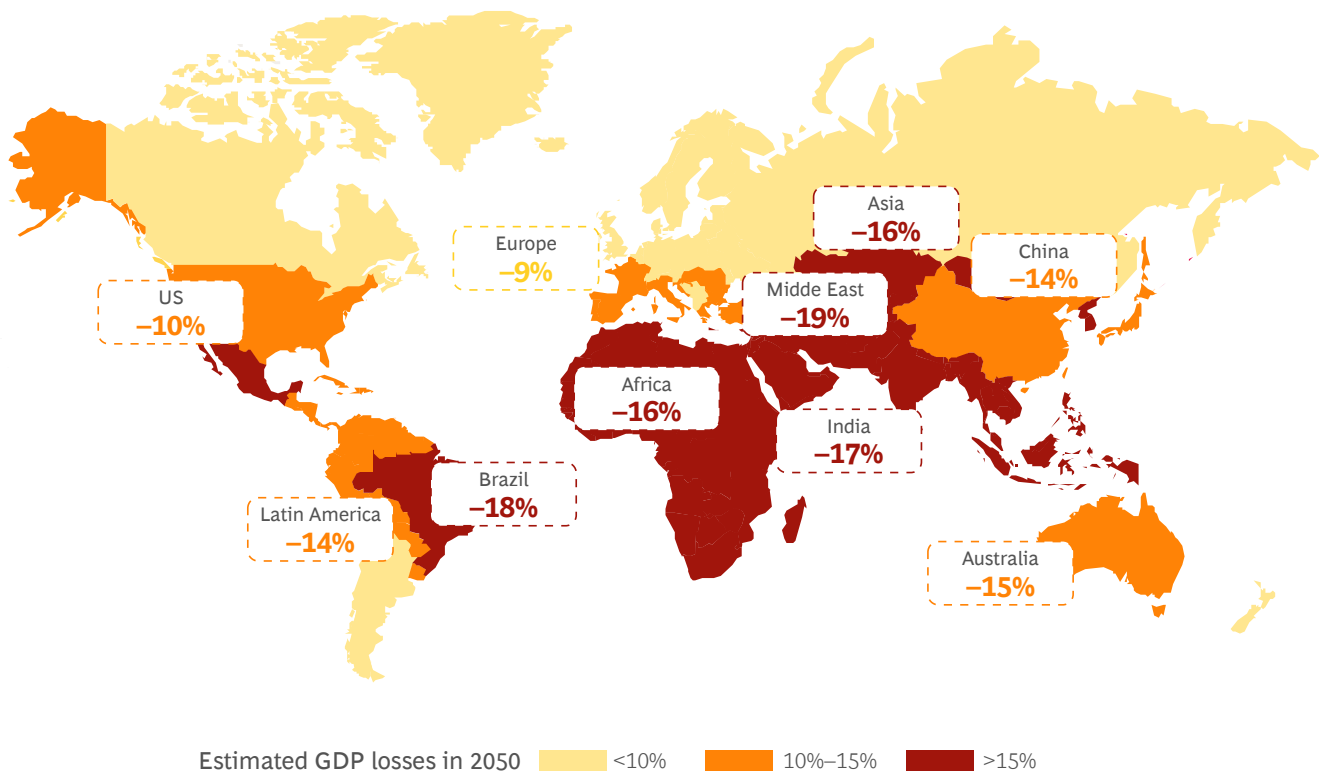 Asia
–16%
Europe
–9%
China
–14%
US
–10%
Midde East
–19%
Africa
–16%
India
–17%
Brazil
–18%
Latin America
–14%
Australia
–15%
Estimated GDP losses in 2050 <10% 10%–15% >15%